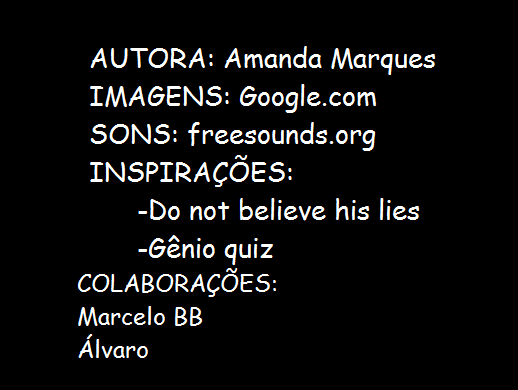 AUTORA: Amanda Marques
IMAGENS: Google.com
SONS: freesounds.org
INSPIRAÇÕES:
-Do not believe his lies
-Gênio quiz
COLABORAÇÕES:
Marcelo BB
Álvaro